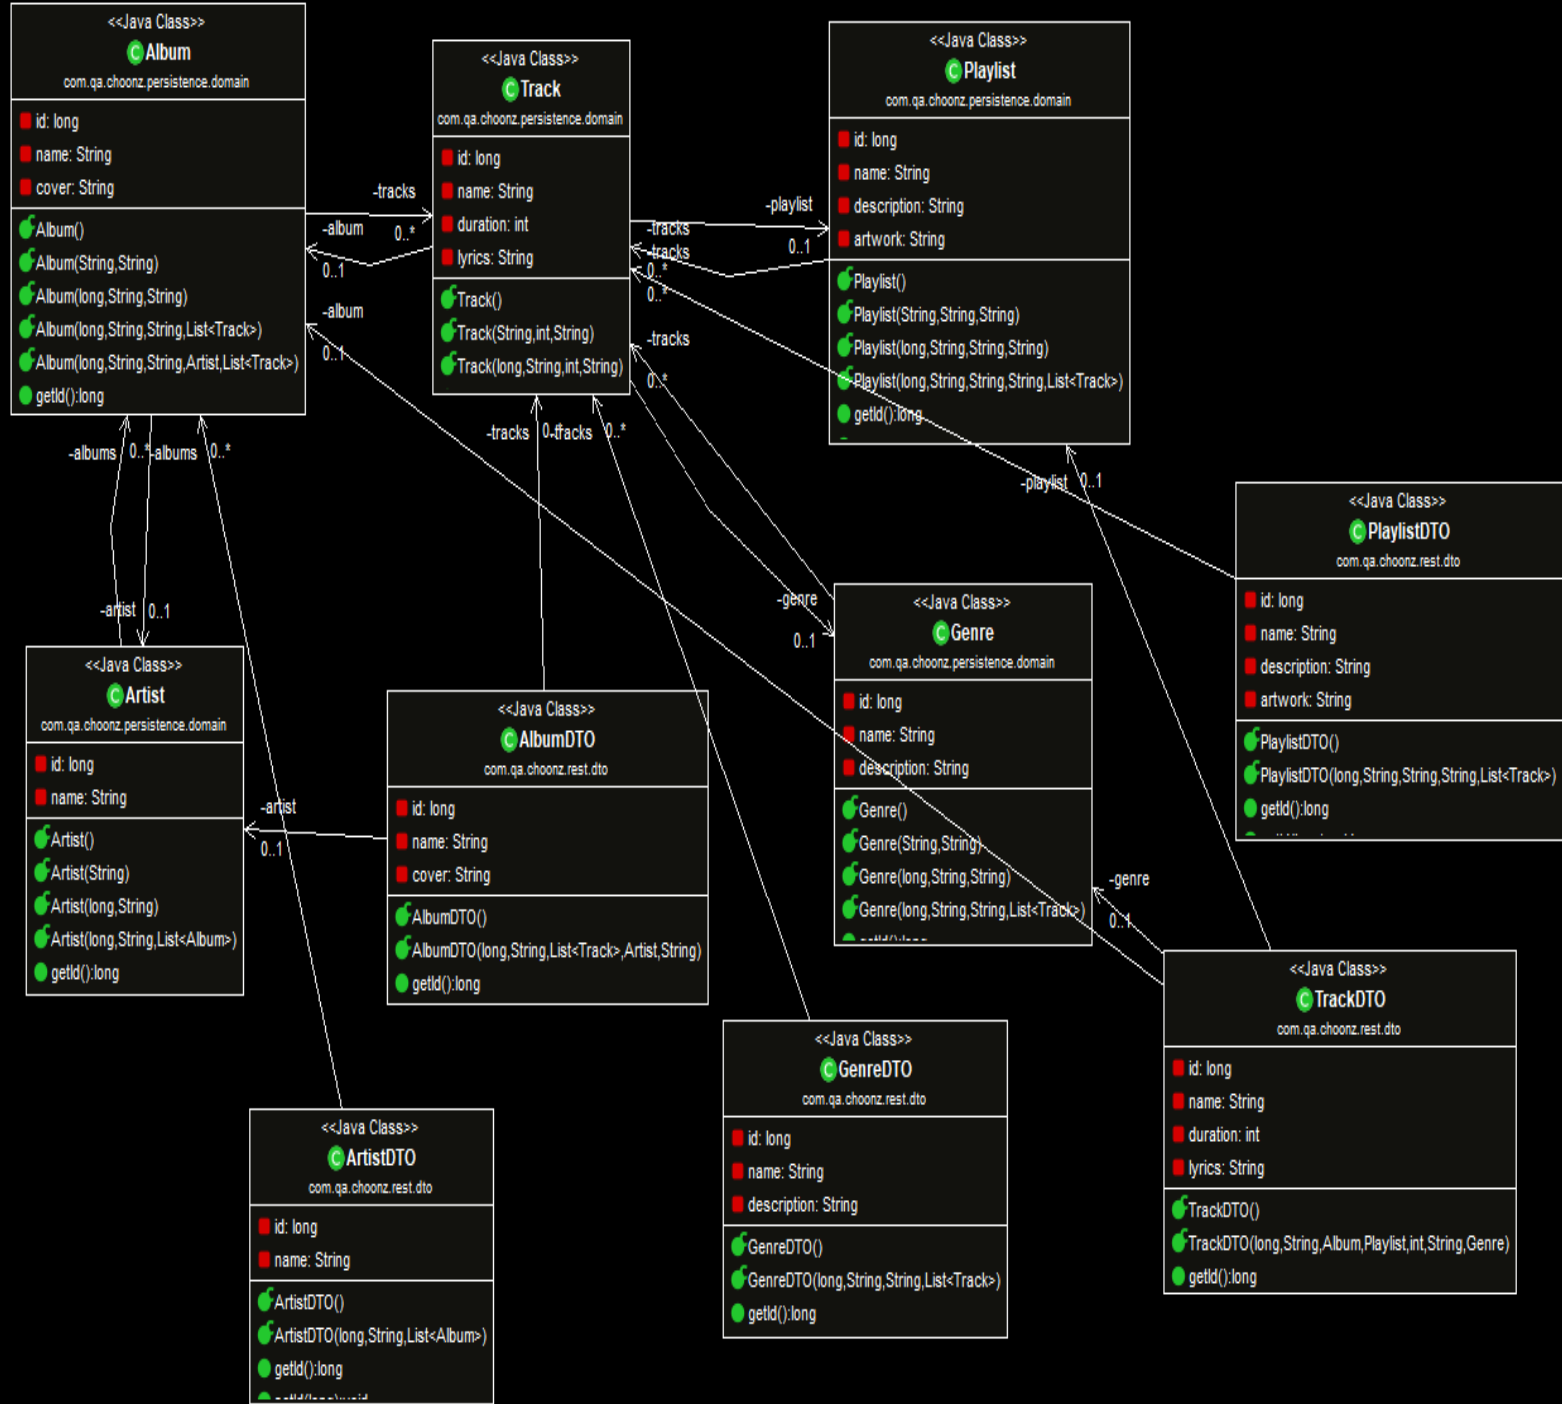 <<Java Class>>
Album
com.qa.choonz.persistence.domain
id: long
name: String
cover: String
Album()
Album(String,String)
Album(long,String,String)
Album(long,String,String,List<Track>)
Album(long,String,String,Artist,List<Track>)
getId():long
<<Java Class>>
Track
com.qa.choonz.persistence.domain
id: long
name: String
duration: int
lyrics: String
Track()
Track(String,int,String)
Track(long,String,int,String)
<<Java Class>>
Playlist
com.qa.choonz.persistence.domain
id: long
name: String
description: String
artwork: String
Playlist()
Playlist(String,String,String)
Playlist(long,String,String,String)
Playlist(long,String,String,String,List<Track>)
getId():long
-tracks
0..*
-album
0..1
-album
0..1
-playlist
0..1
-tracks
-tracks
0..*
0..*
-tracks
0..*
-tracks
-tracks
0..*
-albums
0..*
-albums
0..*
-artist
0..1
-genre
0..1
-playlist
0..1
<<Java Class>>
PlaylistDTO
com.qa.choonz.rest.dto
id: long
name: String
description: String
artwork: String
PlaylistDTO()
PlaylistDTO(long,String,String,String,List<Track>)
getId():long
<<Java Class>>
Artist
com.qa.choonz.persistence.domain
id: long
name: String
Artist()
Artist(String)
Artist(long,String)
Artist(long,String,List<Album>)
getId():long
-artist
0..1
<<Java Class>>
AlbumDTO
com.qa.choonz.rest.dto
id: long
name: String
cover: String
AlbumDTO()
AlbumDTO(long,String,List<Track>,Artist,String)
getId():long
<<Java Class>>
Genre
com.qa.choonz.persistence.domain
id: long
name: String
description: String
Genre()
Genre(String,String)
Genre(long,String,String)
Genre(long,String,String,List<Track>)
-genre
0..1
<<Java Class>>
TrackDTO
com.qa.choonz.rest.dto
id: long
name: String
duration: int
lyrics: String
TrackDTO()
TrackDTO(long,String,Album,Playlist,int,String,Genre)
getId():long
<<Java Class>>
GenreDTO
com.qa.choonz.rest.dto
id: long
name: String
description: String
GenreDTO()
GenreDTO(long,String,String,List<Track>)
getId():long
<<Java Class>>
ArtistDTO
com.qa.choonz.rest.dto
id: long
name: String
ArtistDTO()
ArtistDTO(long,String,List<Album>)
getId():long